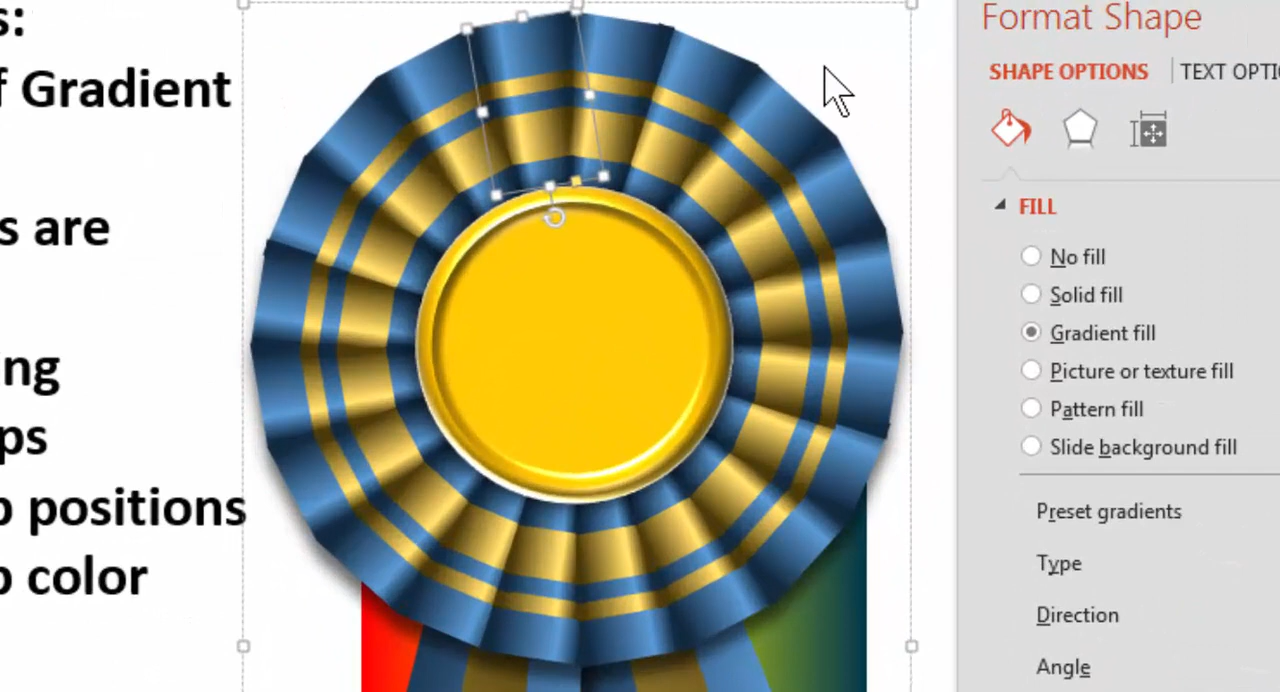 s:
f Gradient
s are
ng
ps
p positions
p color
Format Shape
SHAPE OPTIONS
TEXT OPTI
FILL
No fill
Solid fill
Gradient fill
Picture or texture fill
Pattern fill
Slide background fill
Preset gradients
Type
Direction
Angle